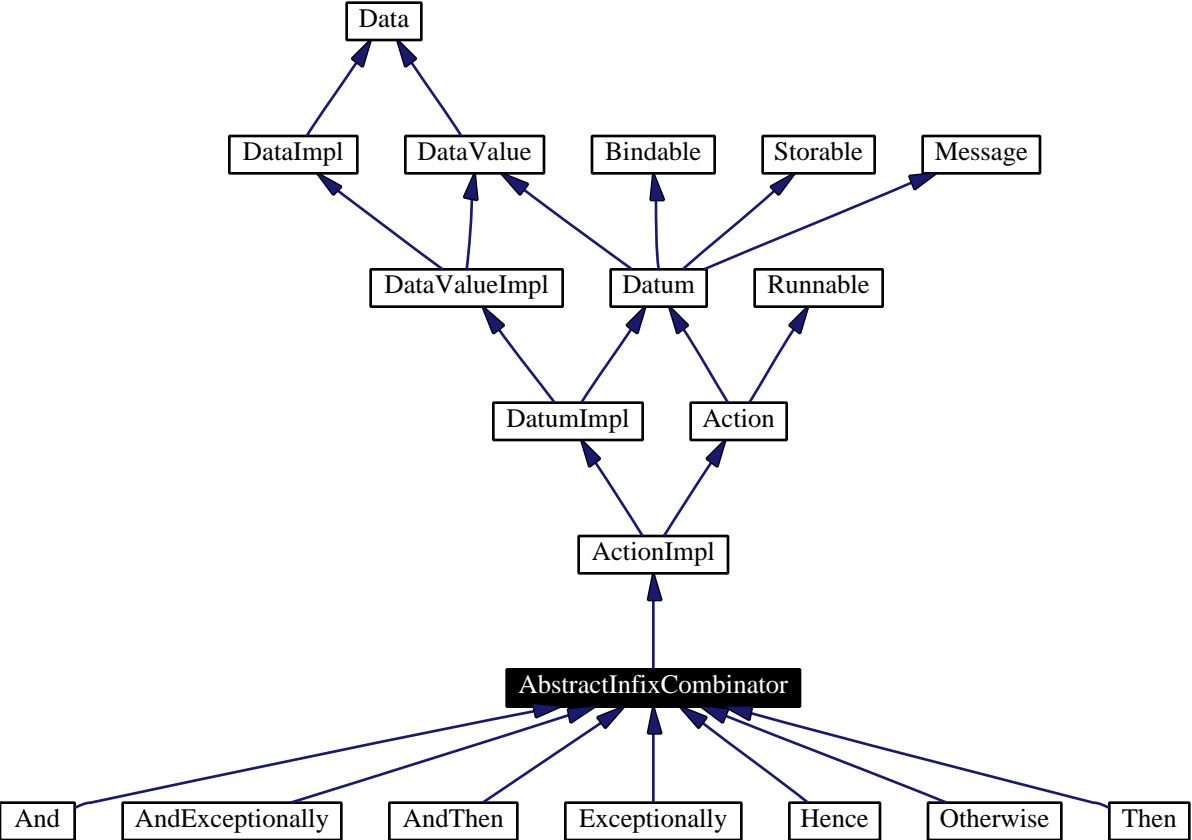 Data
DataImpl
DataValue
Bindable
Storable
Message
DataValueImpl
Datum
Runnable
DatumImpl
Action
ActionImpl
AbstractInfixCombinator
And
AndExceptionally
AndThen
Exceptionally
Hence
Otherwise
Then